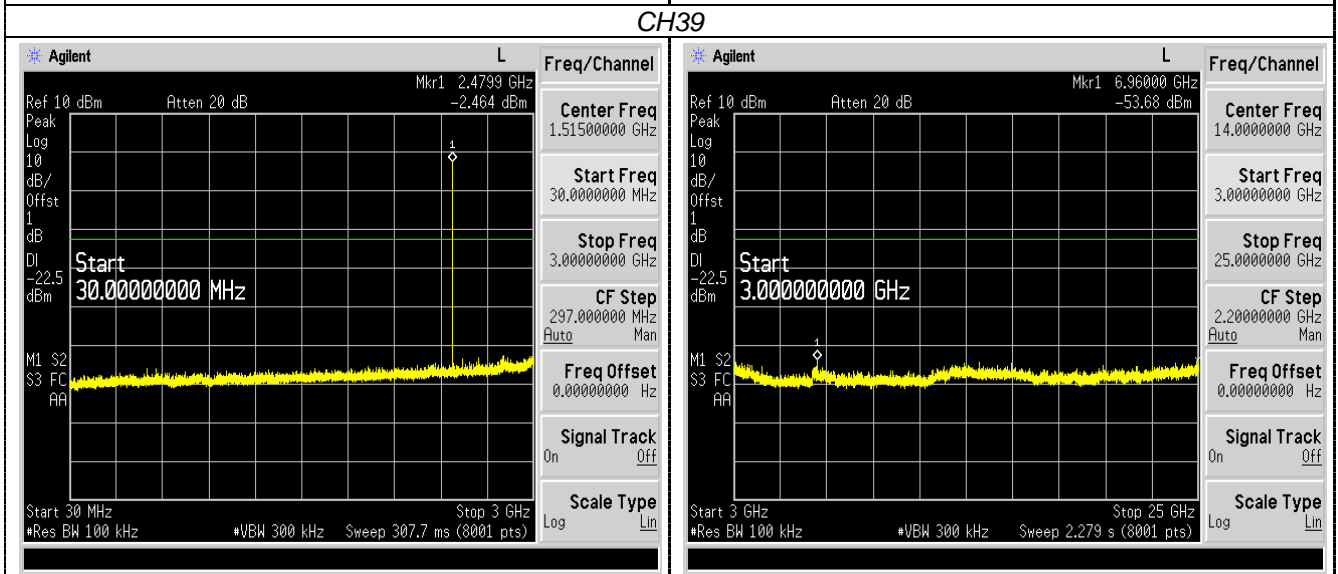 CH39
Agilent L
Mkr1 2.4799 GHz
Ref 10 dBm Atten 20 dB -2.464 dBm
Peak
Log
10
dB/
Offst
1
dB
DI
-22.5
dBm
1
Start
30.00000000 MHz
M1 S2
S3 FC
AA
Start 30 MHz Stop 3 GHz
#Res BW 100 kHz #VBW 300 kHz Sweep 307.7 ms (8001 pts)
Freq/Channel
Center Freq
1.51500000 GHz
Start Freq
30.0000000 MHz
Stop Freq
3.00000000 GHz
CF Step
297.000000 MHz
Auto Man
Freq Offset
0.00000000 Hz
Signal Track
On Off
Scale Type
Log Lin
Agilent L
Mkr1 6.96000 GHz
Ref 10 dBm Atten 20 dB -53.68 dBm
Peak
Log
10
dB/
Offst
1
dB
DI
-22.5
dBm
Start
3.000000000 GHz
1
M1 S2
S3 FC
AA
Start 3 GHz Stop 25 GHz
#Res BW 100 kHz #VBW 300 kHz Sweep 2.279 s (8001 pts)
Freq/Channel
Center Freq
14.0000000 GHz
Start Freq
3.00000000 GHz
Stop Freq
25.0000000 GHz
CF Step
2.20000000 GHz
Auto Man
Freq Offset
0.00000000 Hz
Signal Track
On Off
Scale Type
Log Lin